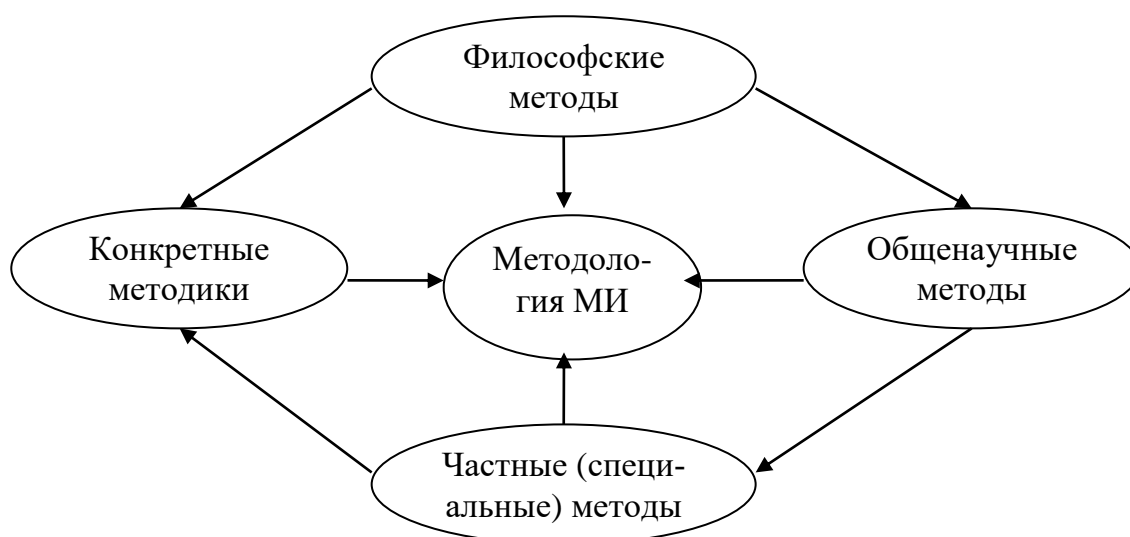 Философские
методы
Конкретные
методики
Методоло-
гия МИ
Общенаучные
методы
Частные (специ-
альные) методы